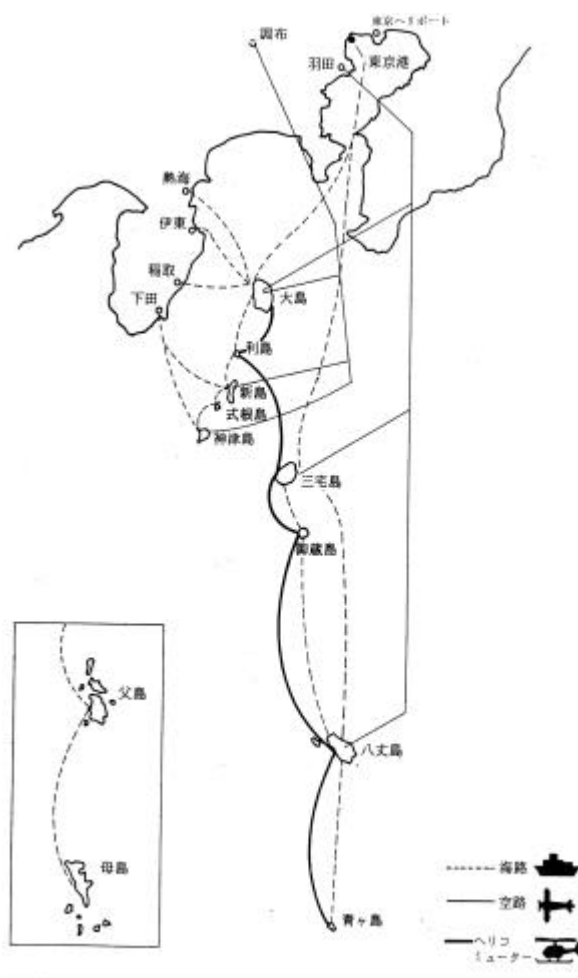 東京ヘリポート
調布
東京港
羽田
熱海
伊東
稲取
下田
大島
利島
新島
式根島
神津島
三宅島
御蔵島
八丈島
青ヶ島
父島
母島
海路
空路
ヘリコ
ミューター